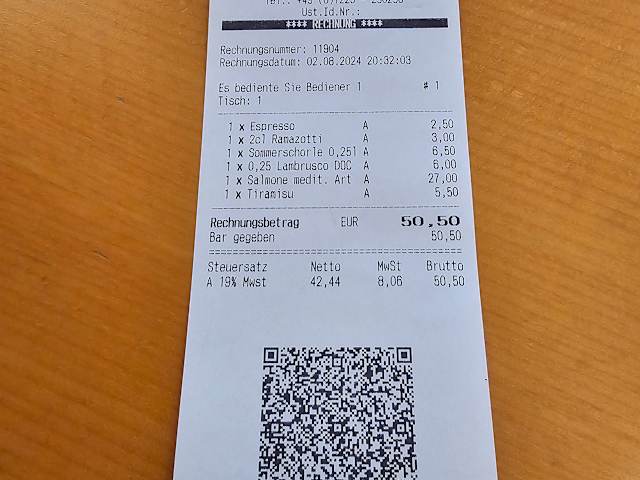 Ust.Id.Nr.:
**** RECHNUNG ****
Rechnungsnummer: 11904
Rechnungsdatum: 02.08.2024 20:32:03
Es bediente Sie Bediener 1 # 1
Tisch: 1
1 x Espresso A 2,50
1 x 2cl Ramazotti A 3,00
1 x Sommerschorle 0,25l A 6,50
1 x 0,25 Lambrusco DOC A 6,00
1 x Salmone medit. Art A 27,00
1 x Tiramisu A 5,50
Rechnungsbetrag EUR 50,50
Bar gegeben 50,50
Steuersatz Netto MwSt Brutto
A 19% Mwst 42,44 8,06 50,50